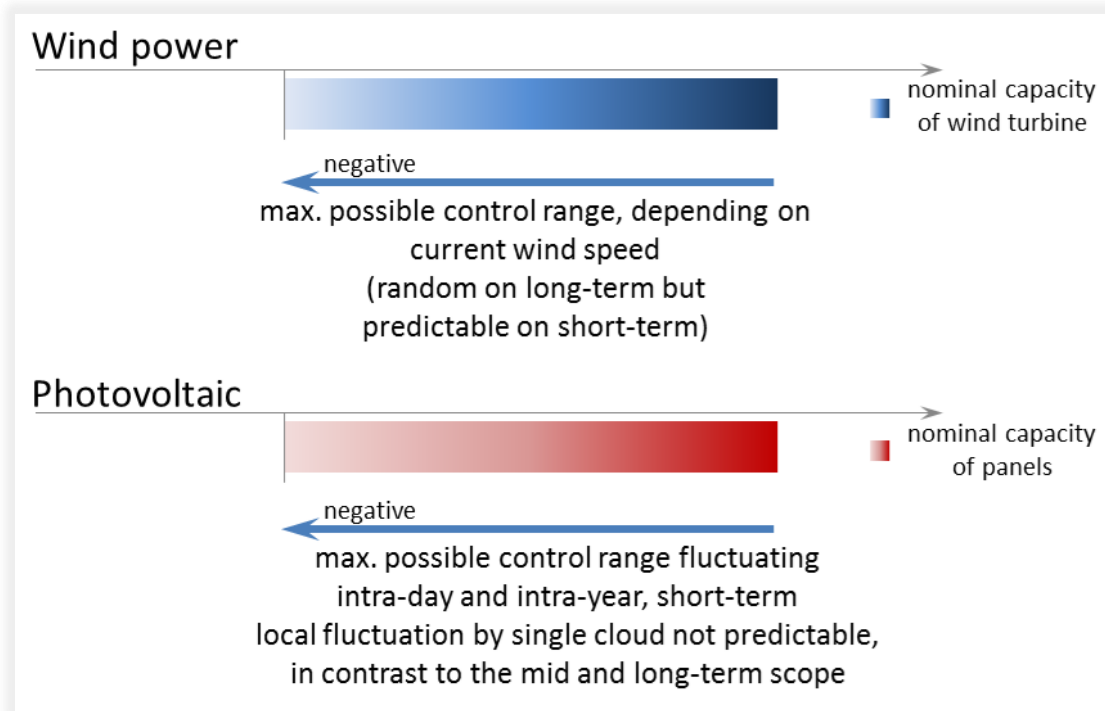 Wind power
nominal capacity
of wind turbine
negative
max. possible control range, depending on
current wind speed
(random on long-term but
predictable on short-term)
Photovoltaic
nominal capacity
of panels
negative
max. possible control range fluctuating
intra-day and intra-year, short-term
local fluctuation by single cloud not predictable,
in contrast to the mid and long-term scope